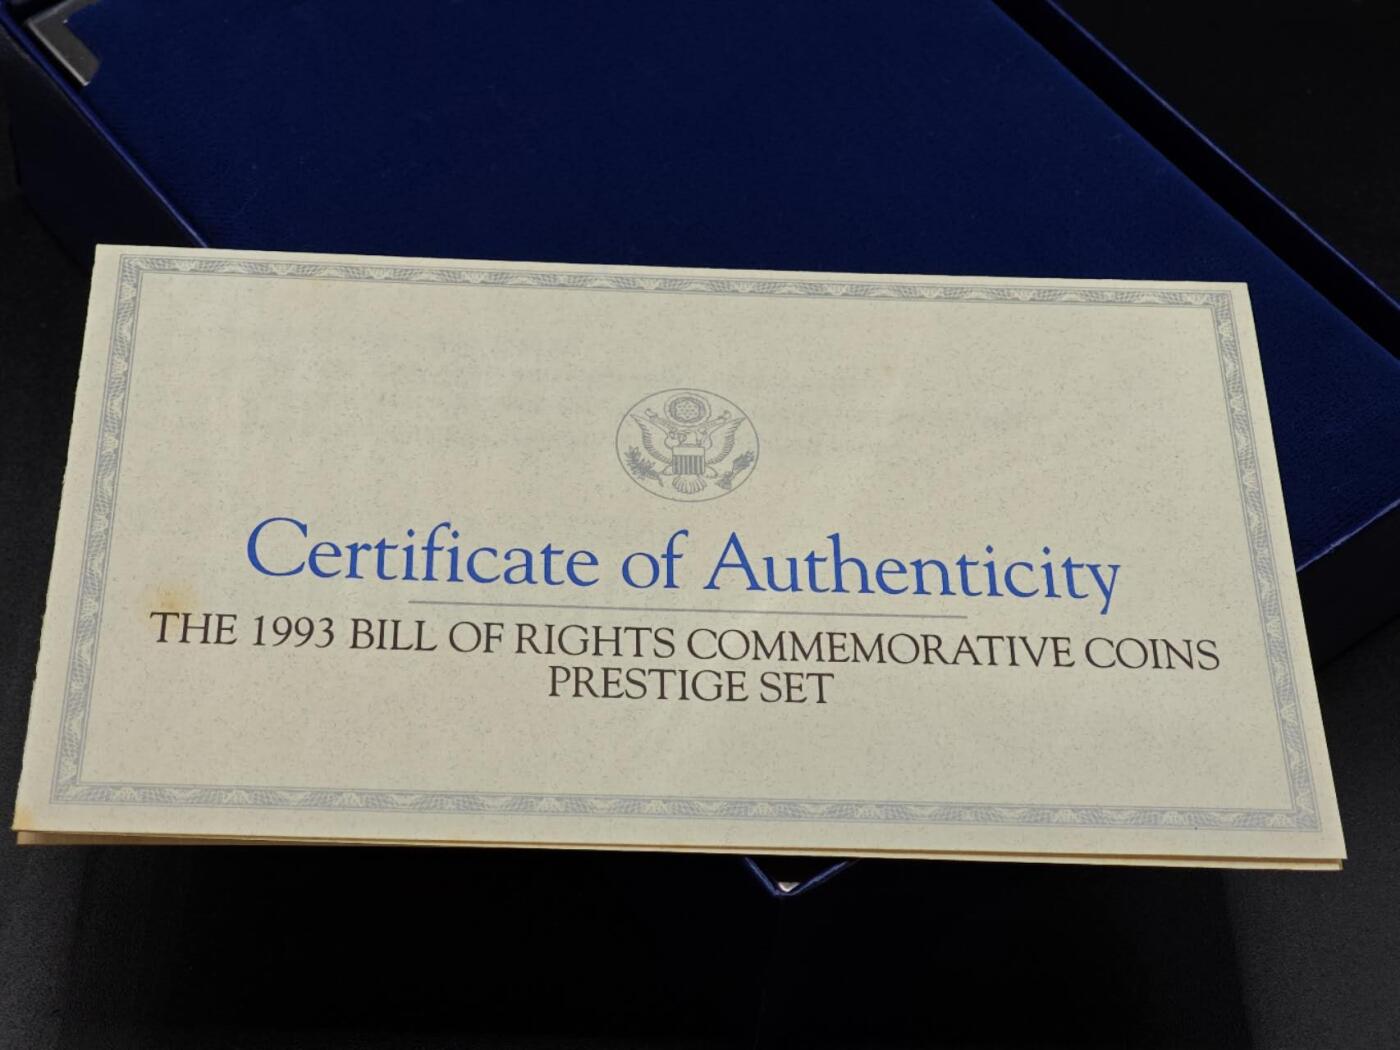 Certificate of Authenticity
THE 1993 BILL OF RIGHTS COMMEMORATIVE COINS
PRESTIGE SET